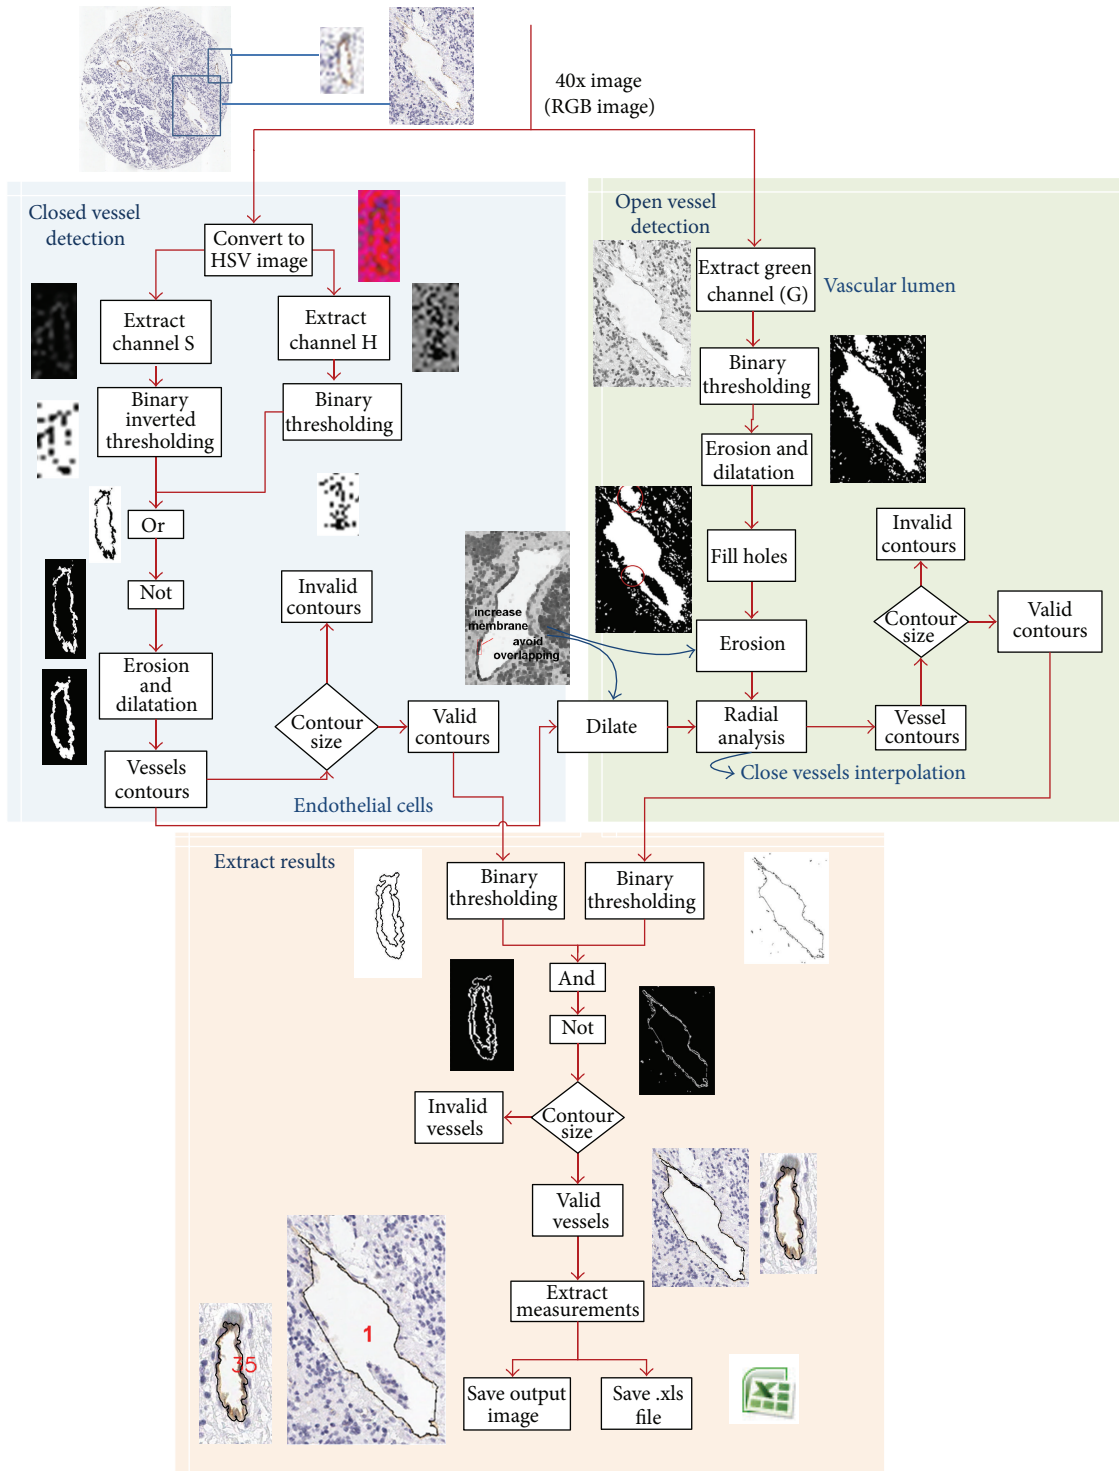 40x image
(RGB image)
Closed vessel
detection
Convert to
HSV image
Extract
channel S
Extract
channel H
Binary
inverted
thresholding
Binary
thresholding
Or
Not
Erosion
and
dilatation
Vessels
contours
Invalid
contours
Contour
size
Valid
contours
Endothelial cells
Open vessel
detection
Extract green
channel (G)
Vascular lumen
Binary
thresholding
Erosion and
dilatation
Fill holes
Erosion
increase
membrane
avoid
overlapping
Dilate
Radial
analysis
Close vessels interpolation
Vessel
contours
Contour
size
Invalid
contours
Valid
contours
Extract results
Binary
thresholding
Binary
thresholding
And
Not
Contour
size
Invalid
vessels
Valid
vessels
Extract
measurements
1
35
Save output
image
Save .xls
file
X